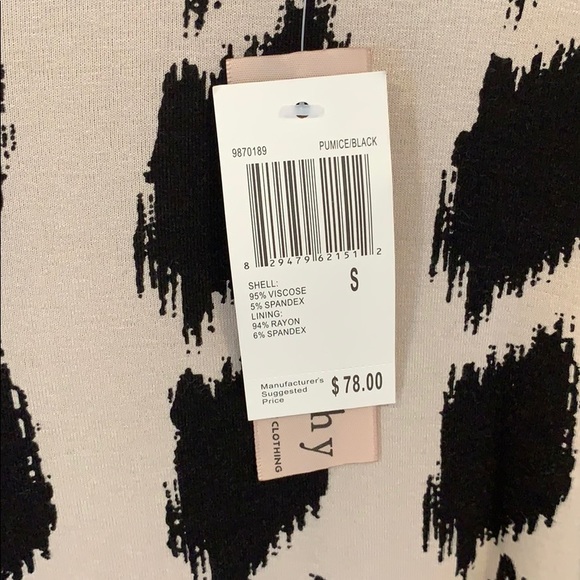 9870189 PUMICE/BLACK
8 29479 62151 2
SHELL:
95% VISCOSE
5% SPANDEX
LINING:
94% RAYON
6% SPANDEX
S
Manufacturer's
Suggested
Price
$78.00
hy
CLOTHING